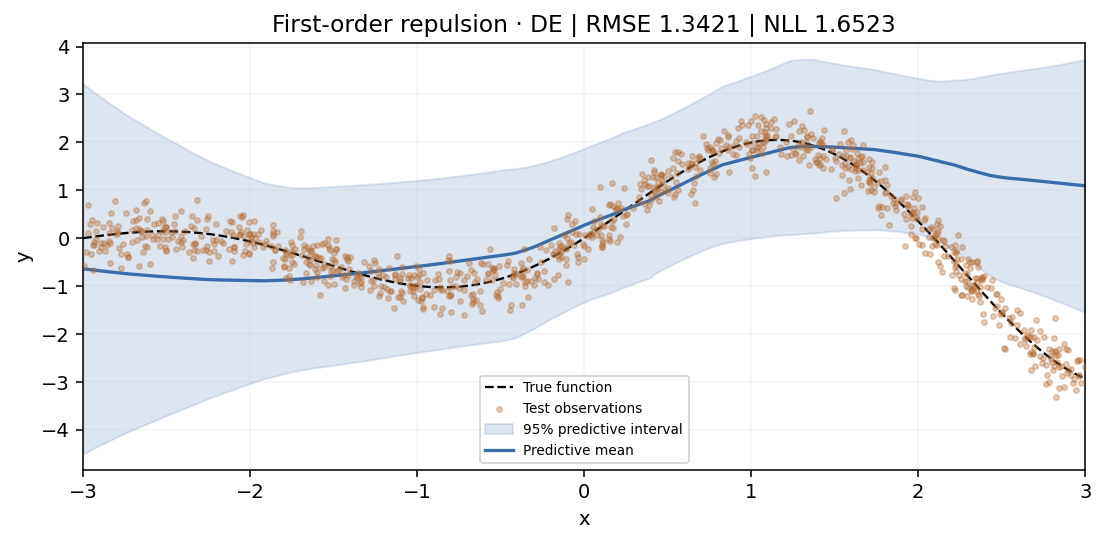 First-order repulsion · DE | RMSE 1.3421 | NLL 1.6523
4
3
2
1
0
−1
−2
−3
−4
y
True function
Test observations
95% predictive interval
Predictive mean
−3
−2
−1
0
1
2
3
x